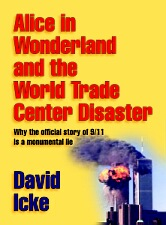 Alice in
Wonderland
and the
World Trade
Center Disaster
Why the official story of 9/11
is a monumental lie
David
Icke